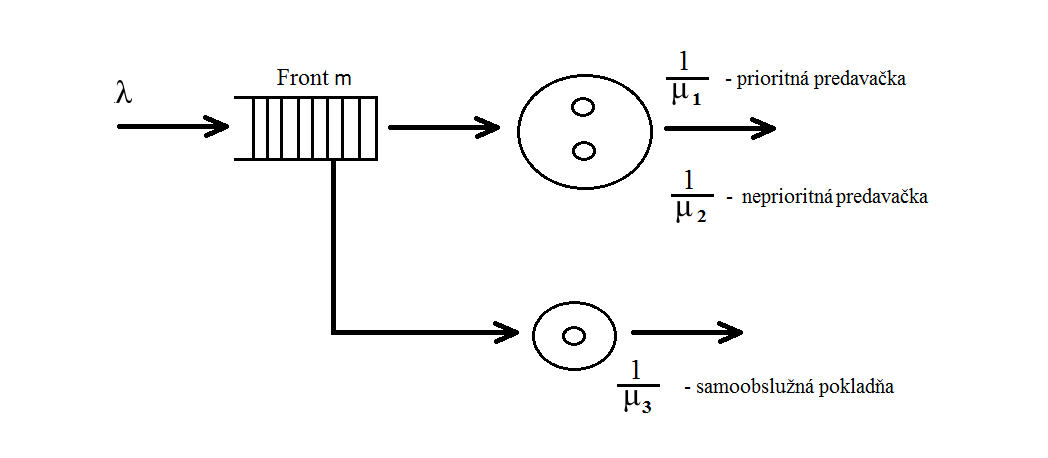 λ
Front m
1
μ1
- prioritná predavačka
1
μ2
- neprioritná predavačka
1
μ3
- samoobslužná pokladňa